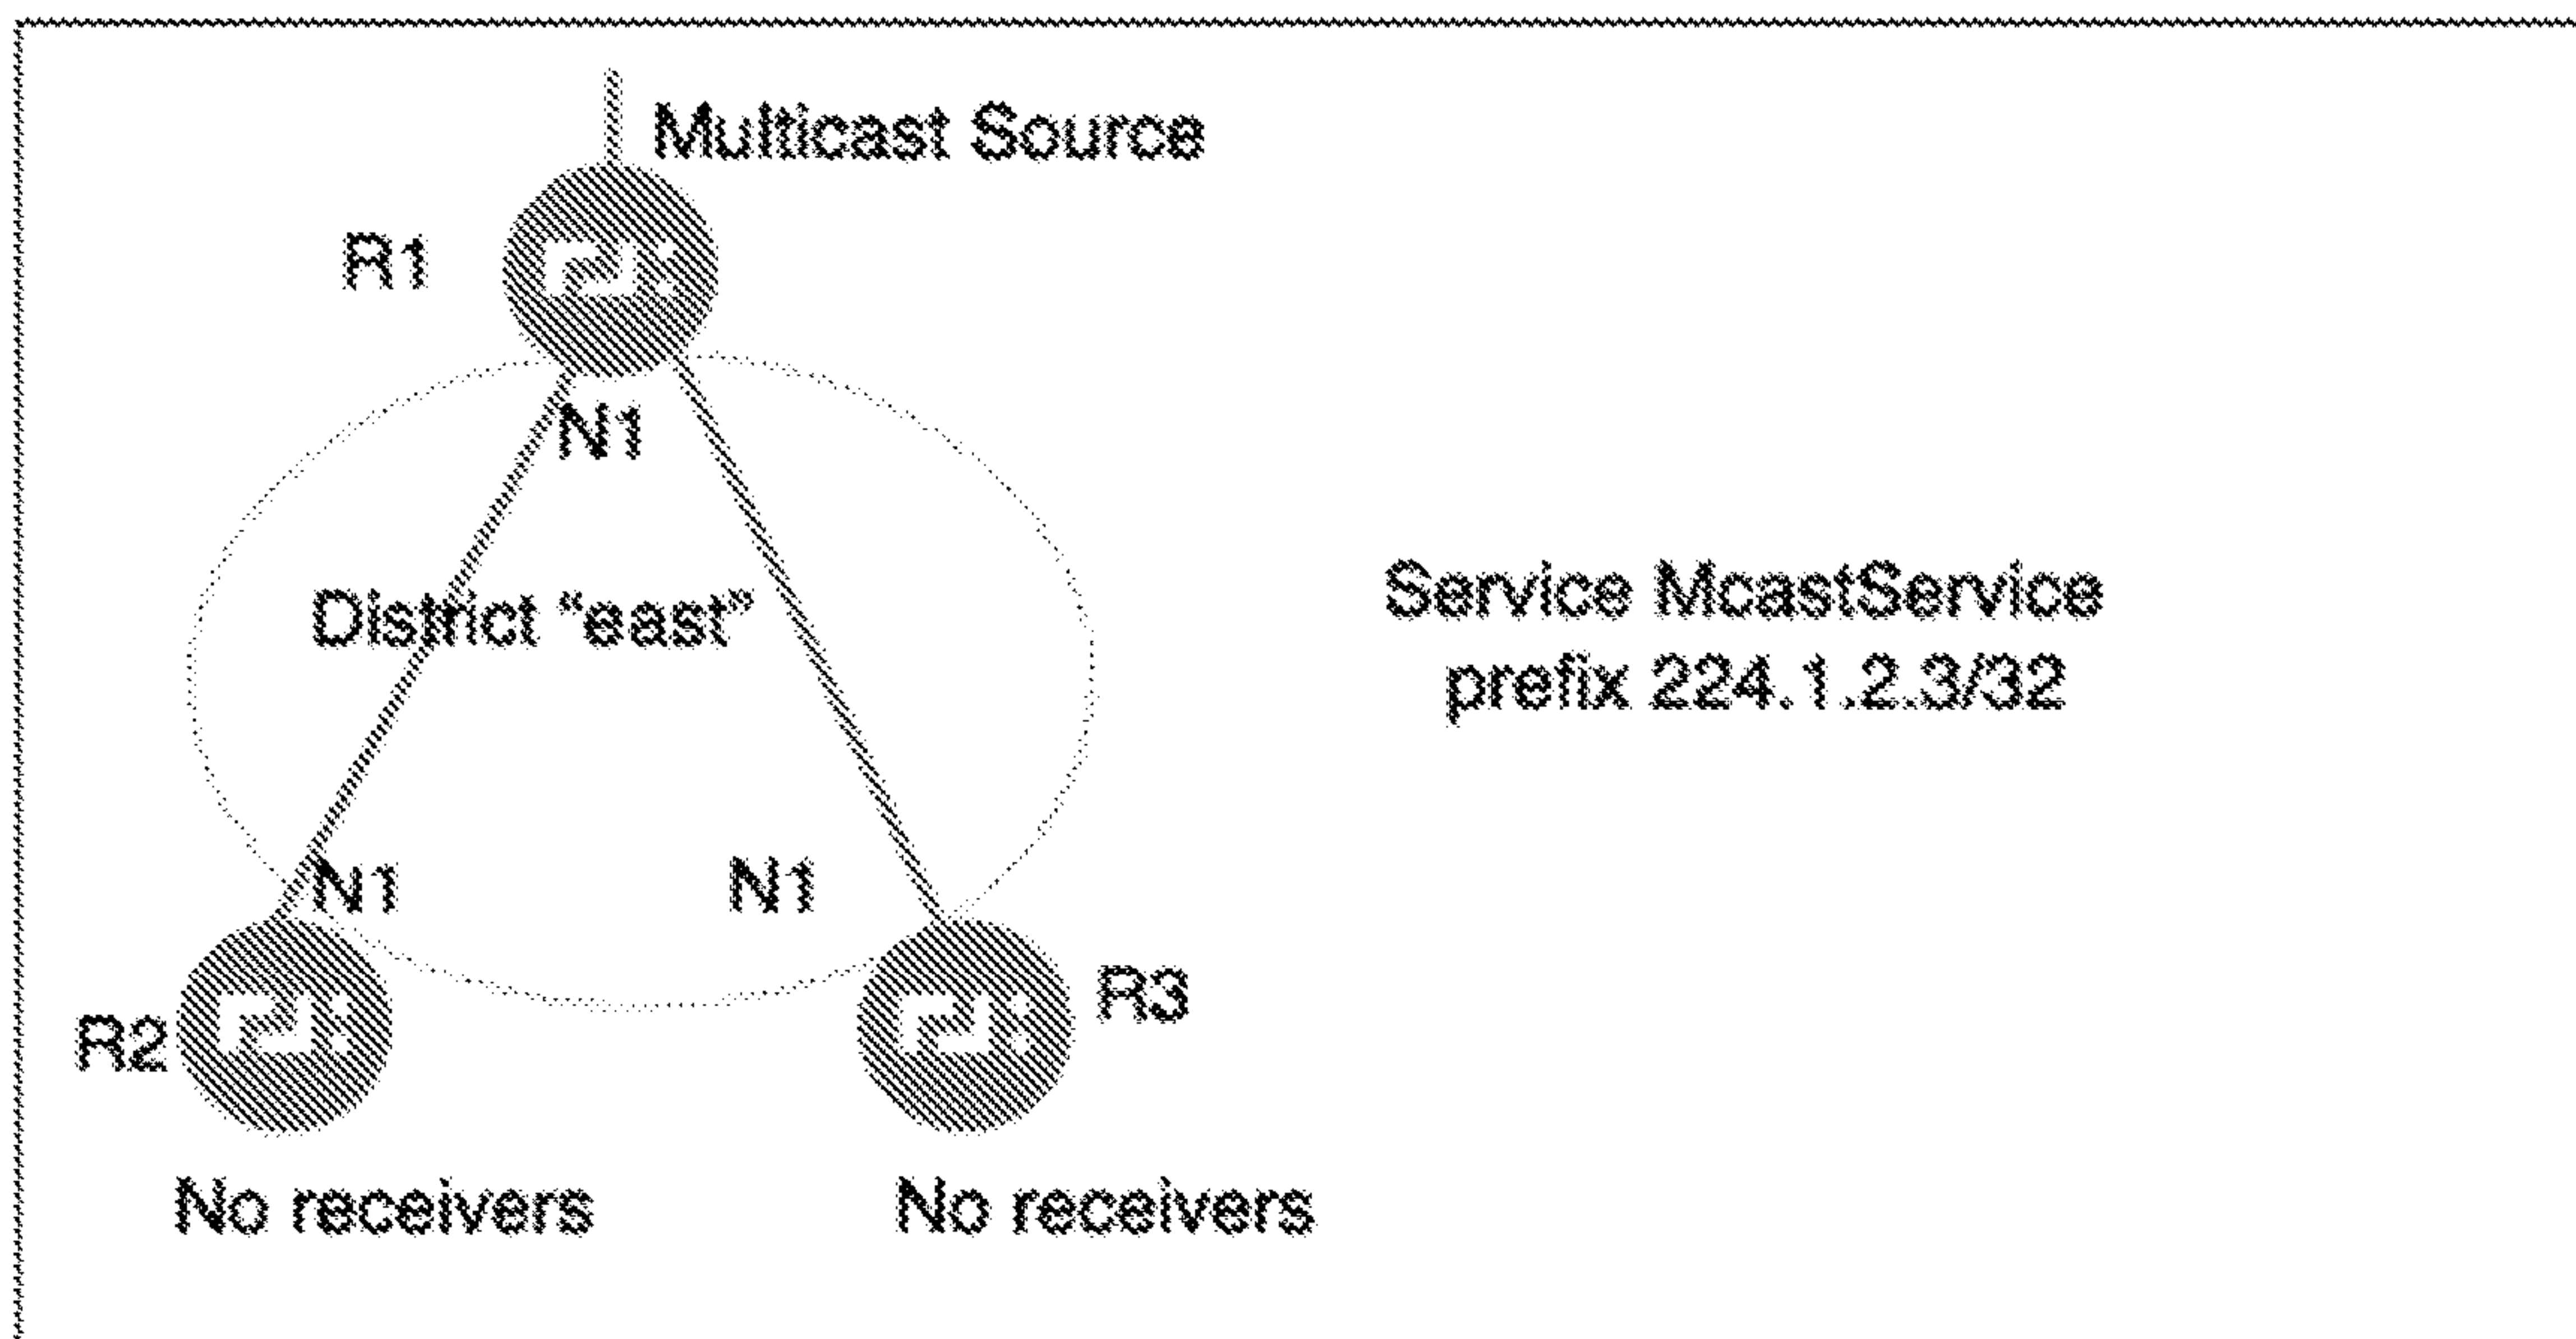 Multicast Source
R1
N1
District “east”
Service McastService
prefix 224.1.2.3/32
N1
N1
R2
R3
No receivers
No receivers